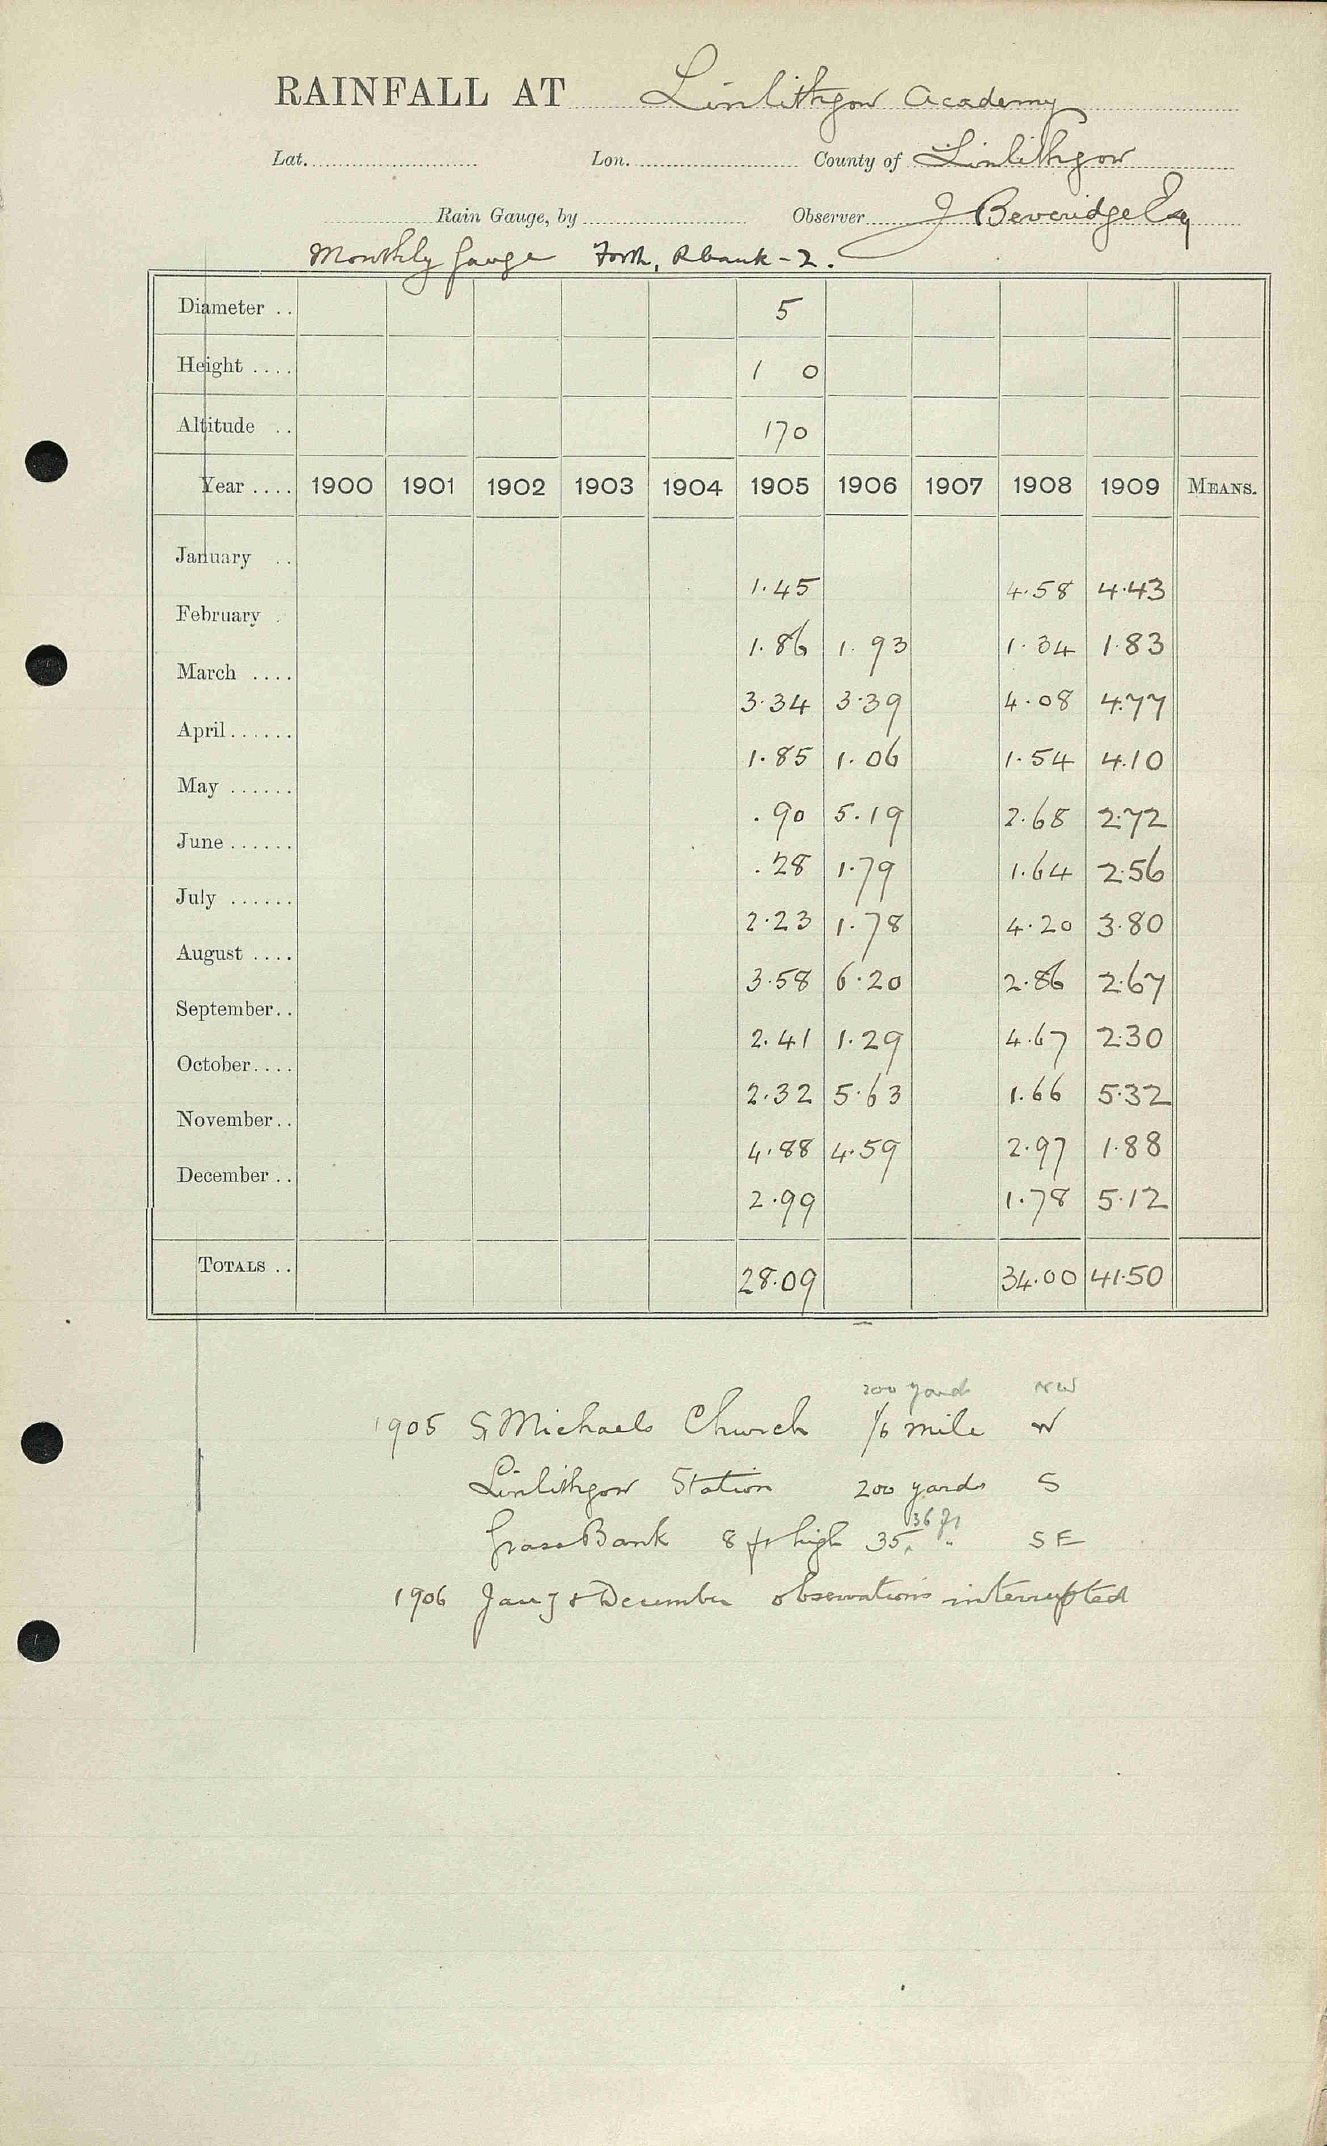 RAINFALL AT Linlithgow Academy
Lat. Lon. County of Linlithgow
Rain Gauge, by Observer J Beveridge Esq
Monthly Gauge Forth, R bank - 2.
Diameter . . 5
Height . . . . 1 0
Altitude . . 170
Year . . . . 1900 1901 1902 1903 1904 1905 1906 1907 1908 1909 MEANS.
January . . 1.45 4.58 4.43
February . 1.86 1.93 1.34 1.83
March . . . . 3.34 3.39 4.08 4.77
April . . . . . . 1.85 1.06 1.54 4.10
May . . . . . . .90 5.19 2.68 2.72
June . . . . . . .28 1.79 1.64 2.56
July . . . . . . 2.23 1.78 4.20 3.80
August . . . . 3.58 6.20 2.86 2.67
September . . 2.41 1.29 4.67 2.30
October . . . . 2.32 5.63 1.66 5.32
November . . 4.88 4.59 2.97 1.88
December . . 2.99 1.78 5.12
TOTALS . . 28.09 34.00 41.50
200 yards NW
1905 St Michaels Church 1/6 mile W
Linlithgow Station 200 yards S
36 ft
Grass Bank 8 ft high 35 " SE
1906 Jany & December observations interrupted